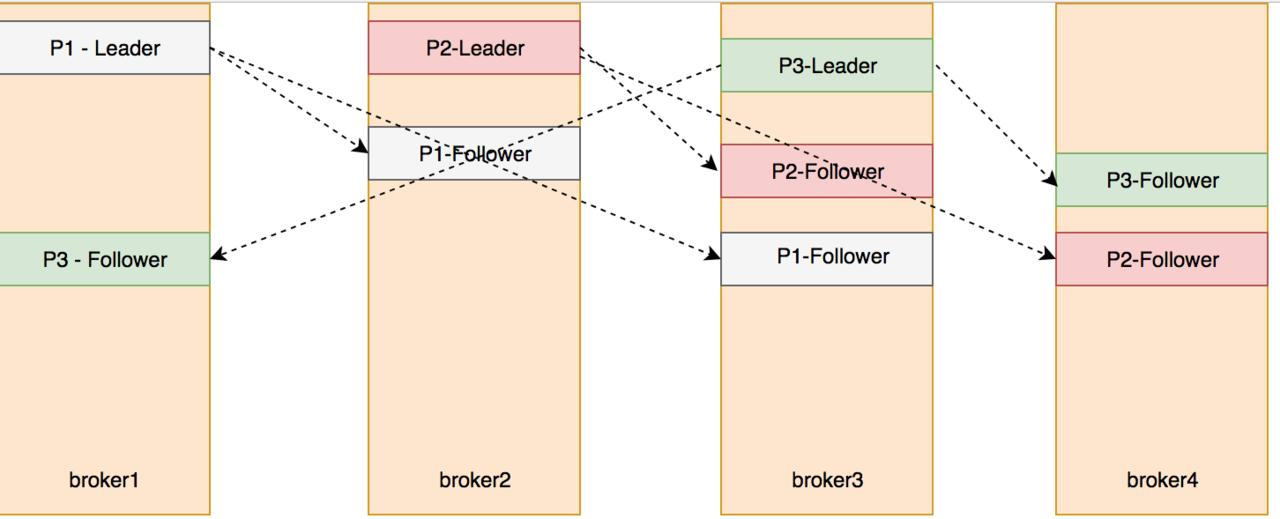 P1 - Leader
P2-Leader
P3-Leader
P1-Follower
P2-Follower
P3-Follower
P3 - Follower
P1-Follower
P2-Follower
broker1
broker2
broker3
broker4